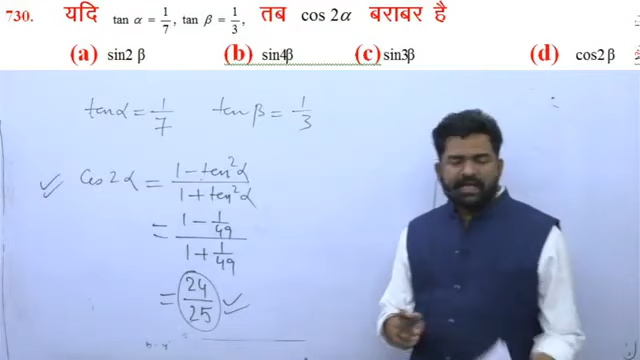 730. यदि tan α = 1/7, tan β = 1/3, तब cos 2α बराबर है
(a) sin2 β (b) sin4β (c) sin3β (d) cos2 β
tanα = 1/7 tan β = 1/3
Cos 2α = (1 - tan²α)/(1 + tan²α)
= (1 - 1/49)/(1 + 1/49)
= 24/25